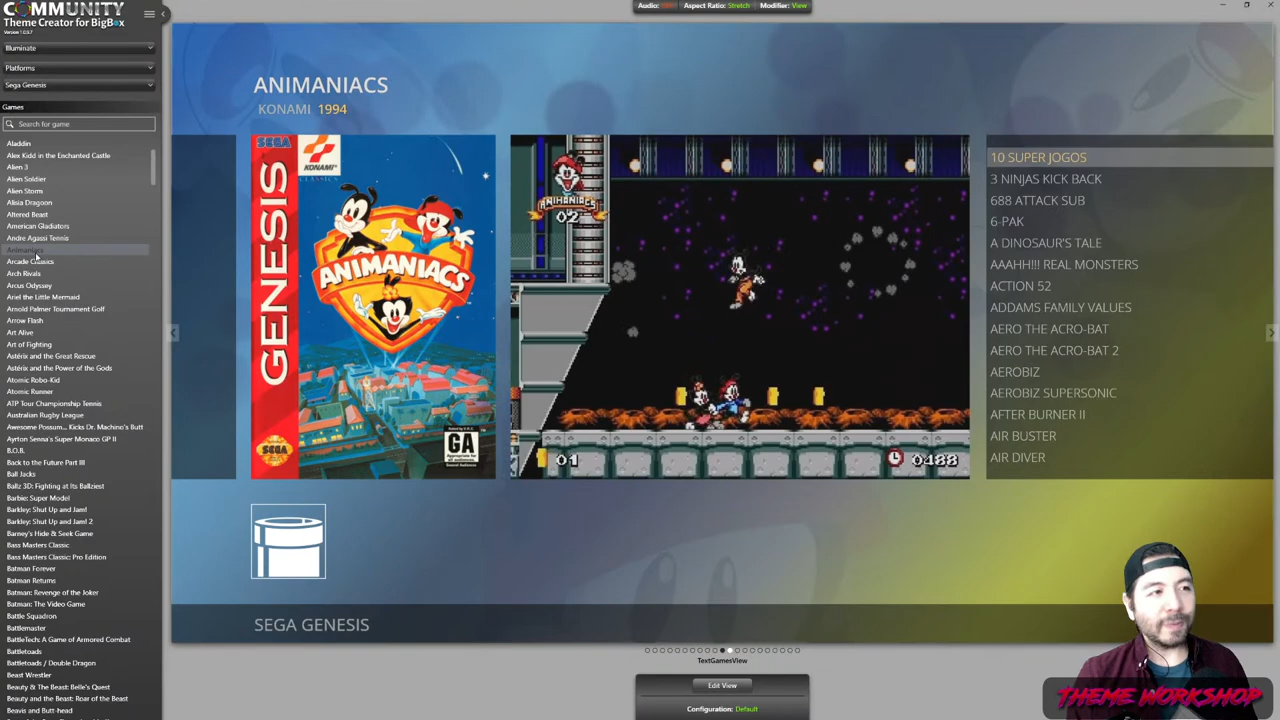 COMMUNITY
Theme Creator for BigBox
Version 1.0.9.7
Illuminate
Platforms
Sega Genesis
Games
Search for game
Aladdin
Alex Kidd in the Enchanted Castle
Alien 3
Alien Soldier
Alien Storm
Alisia Dragoon
Altered Beast
American Gladiators
Andre Agassi Tennis
Animaniacs
Arcade Classics
Arch Rivals
Arcus Odyssey
Ariel the Little Mermaid
Arnold Palmer Tournament Golf
Arrow Flash
Art Alive
Art of Fighting
Astérix and the Great Rescue
Astérix and the Power of the Gods
Atomic Robo-Kid
Atomic Runner
ATP Tour Championship Tennis
Australian Rugby League
Awesome Possum... Kicks Dr. Machino's Butt
Ayrton Senna's Super Monaco GP II
B.O.B.
Back to the Future Part III
Ball Jacks
Ballz 3D: Fighting at Its Ballziest
Barbie: Super Model
Barkley: Shut Up and Jam!
Barkley: Shut Up and Jam! 2
Barney's Hide & Seek Game
Bass Masters Classic
Bass Masters Classic: Pro Edition
Batman Forever
Batman Returns
Batman: Revenge of the Joker
Batman: The Video Game
Battle Squadron
Battlemaster
BattleTech: A Game of Armored Combat
Battletoads
Battletoads / Double Dragon
Beast Wrestler
Beauty & The Beast: Belle's Quest
Beauty and the Beast: Roar of the Beast
Beavis and Butt-head
Audio: OFF Aspect Ratio: Stretch Modifier: View
ANIMANIACS
KONAMI 1994
SEGA
GENESIS
KONAMI
CLASSICS
ANIMANIACS
GA
SEGA
ANIMANIACS
02
01
0488
10 SUPER JOGOS
3 NINJAS KICK BACK
688 ATTACK SUB
6-PAK
A DINOSAUR'S TALE
AAAHH!!! REAL MONSTERS
ACTION 52
ADDAMS FAMILY VALUES
AERO THE ACRO-BAT
AERO THE ACRO-BAT 2
AEROBIZ
AEROBIZ SUPERSONIC
AFTER BURNER II
AIR BUSTER
AIR DIVER
SEGA GENESIS
TextGamesView
Edit View
Configuration: Default
THEME WORKSHOP